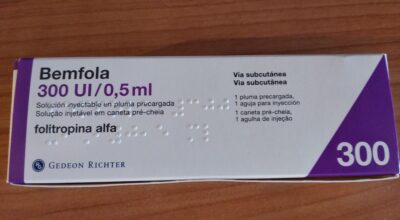 Bemfola
300 UI/0,5 ml
Solución inyectable en pluma precargada
Solução injetável em caneta pré-cheia
folitropina alfa
GEDEON RICHTER
Vía subcutánea
Via subcutânea
1 pluma precargada,
1 aguja para inyección
1 caneta pré-cheia,
1 agulha de injeção
300